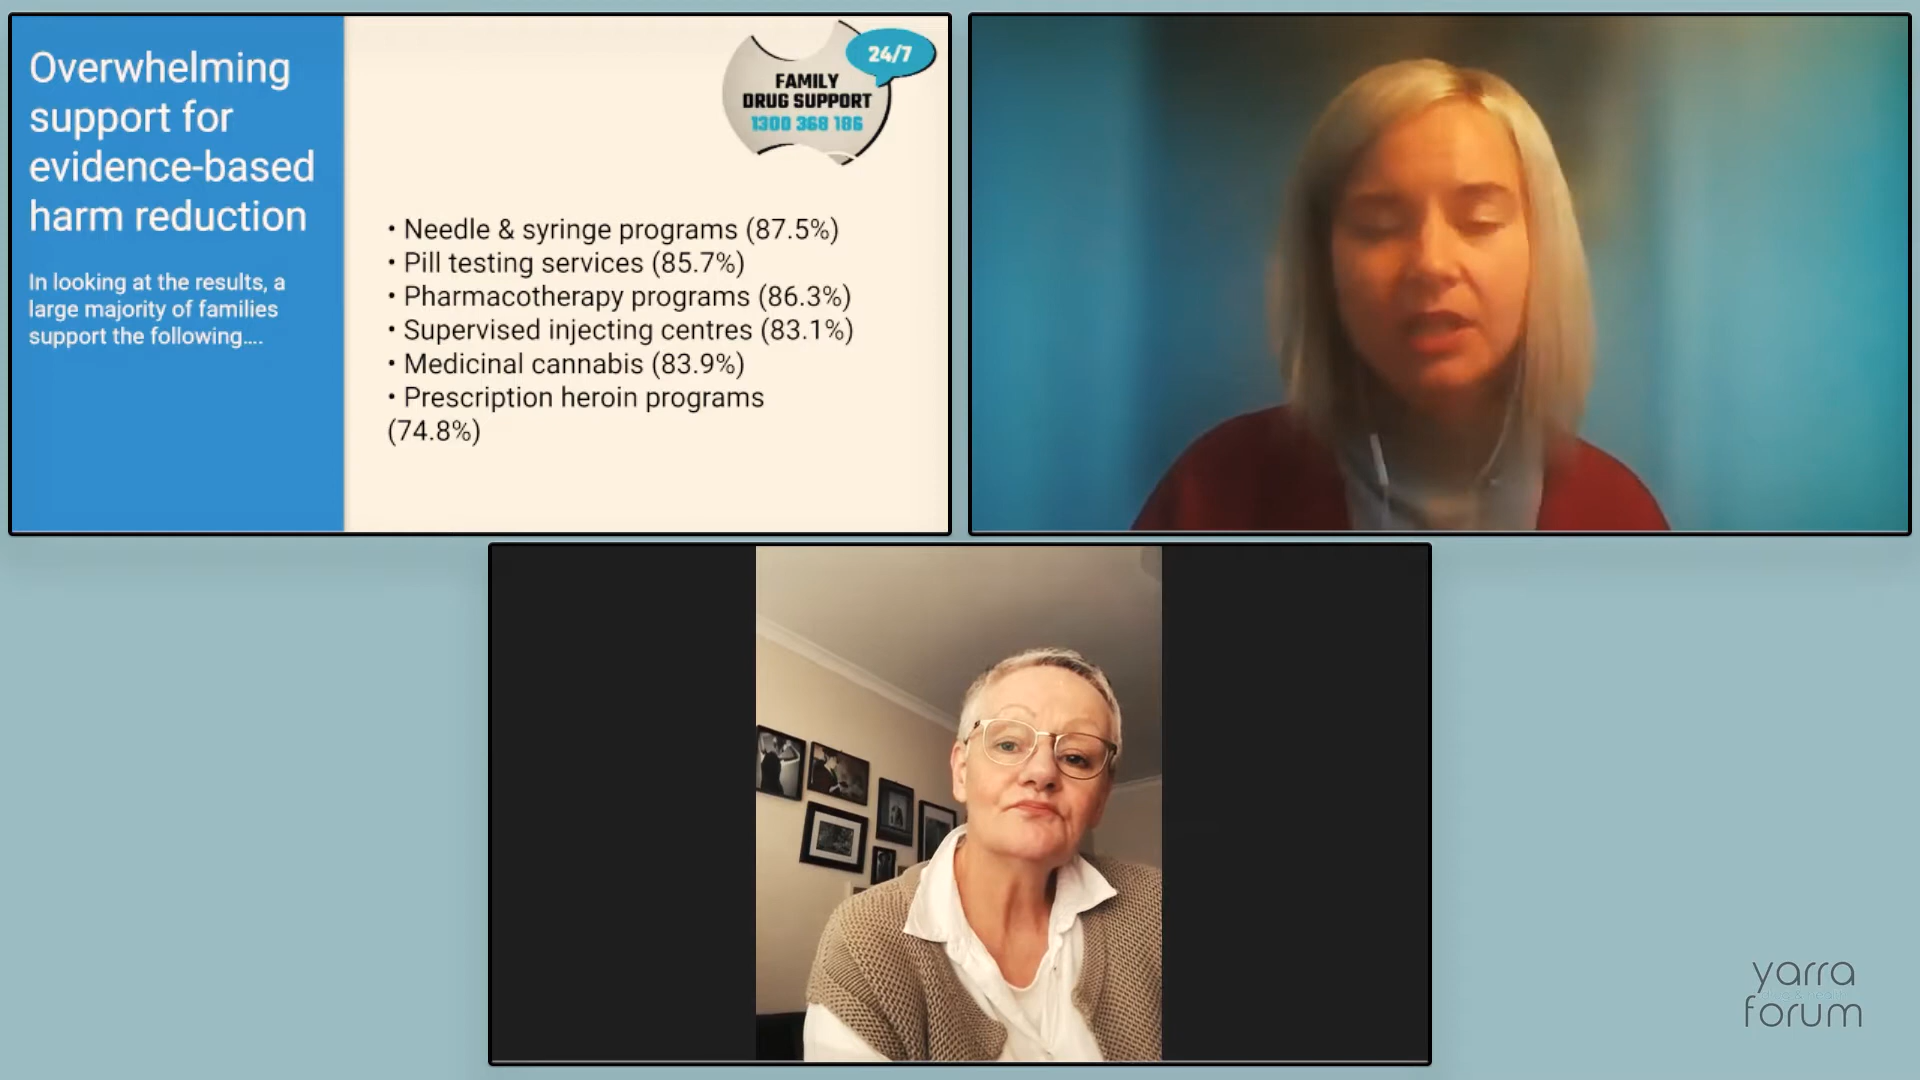 Overwhelming
support for
evidence-based
harm reduction
In looking at the results, a
large majority of families
support the following....
24/7
FAMILY
DRUG SUPPORT
1300 368 186
• Needle & syringe programs (87.5%)
• Pill testing services (85.7%)
• Pharmacotherapy programs (86.3%)
• Supervised injecting centres (83.1%)
• Medicinal cannabis (83.9%)
• Prescription heroin programs
(74.8%)
yarra
forum